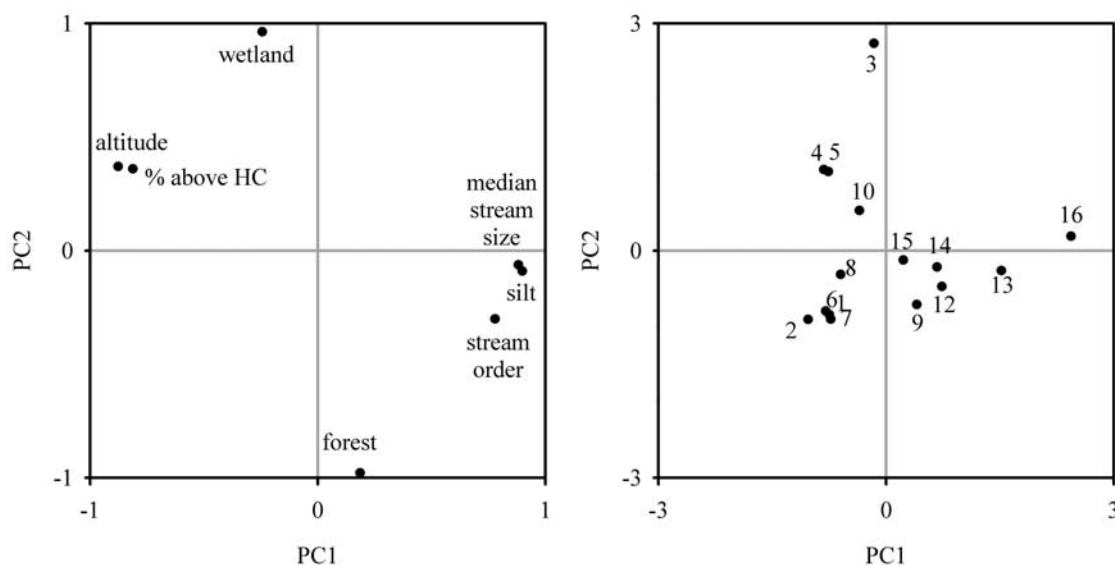 1
wetland
altitude
% above HC
median
stream
size
silt
stream
order
forest
0
-1
-1
0
1
PC1
PC2
3
3
4 5
10
16
15
14
8
13
12
9
6
1
7
2
0
-3
-3
0
3
PC1
PC2